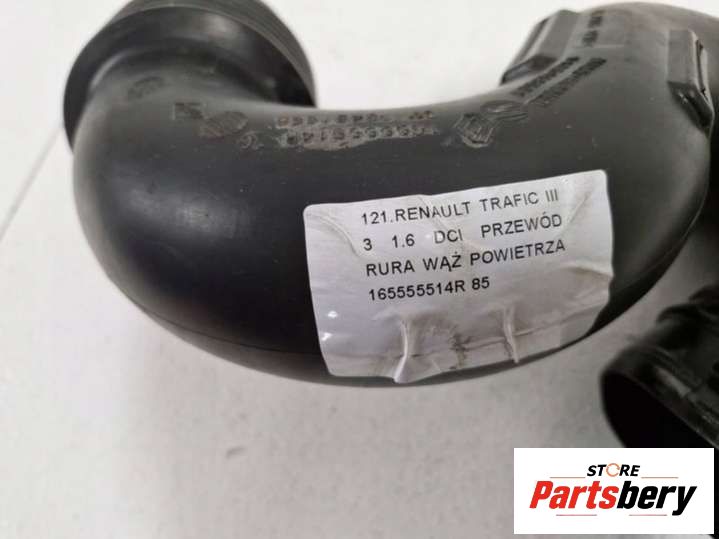 121.RENAULT TRAFIC III
3 1.6 DCI PRZEWÓD
RURA WĄŻ POWIETRZA
165555514R 85
STORE
Partsbery